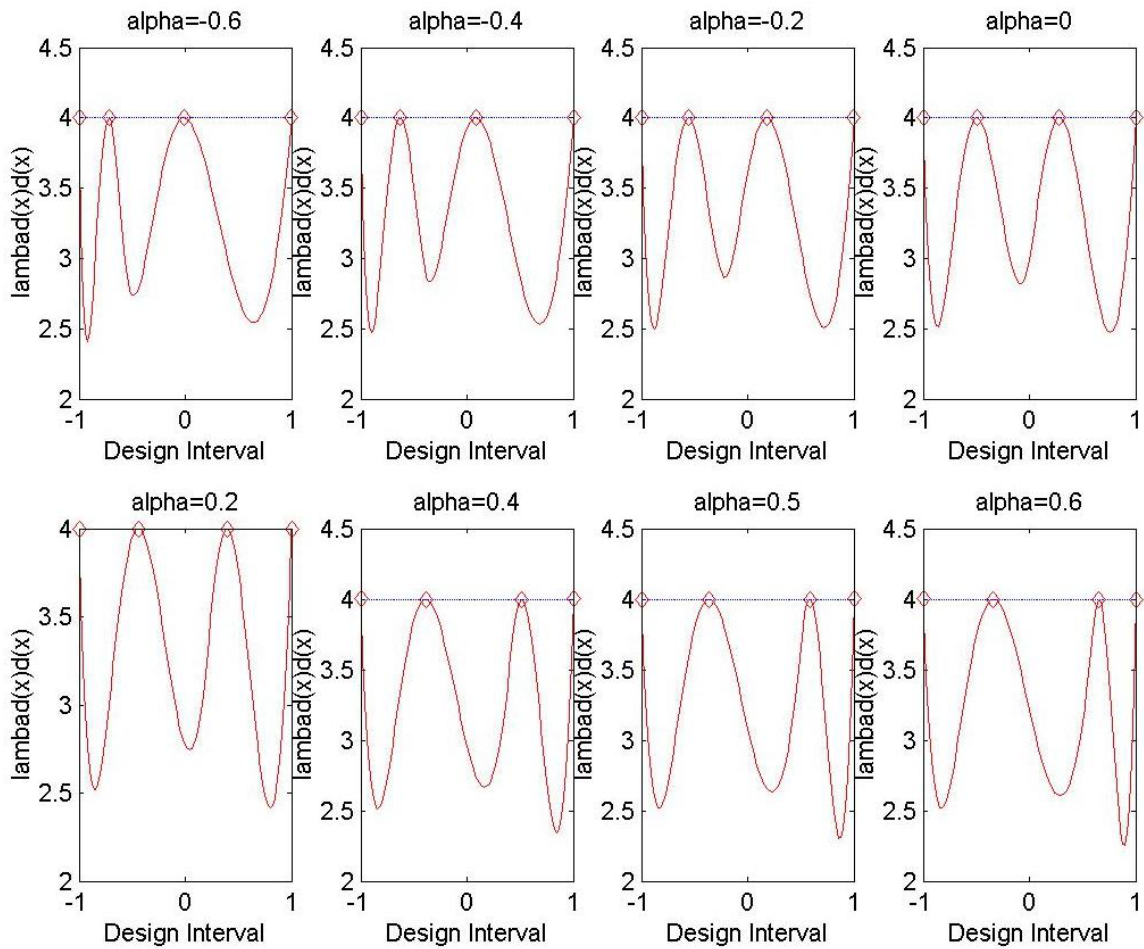 alpha=-0.6
4.5
4
3.5
3
2.5
2
-1
0
1
Design Interval
lambad(x)d(x)
alpha=-0.4
4.5
4
3.5
3
2.5
2
-1
0
1
Design Interval
lambad(x)d(x)
alpha=-0.2
4.5
4
3.5
3
2.5
2
-1
0
1
Design Interval
lambad(x)d(x)
alpha=0
4.5
4
3.5
3
2.5
2
-1
0
1
Design Interval
lambad(x)d(x)
alpha=0.2
4
3.5
3
2.5
2
-1
0
1
Design Interval
lambad(x)d(x)
alpha=0.4
4.5
4
3.5
3
2.5
2
-1
0
1
Design Interval
lambad(x)d(x)
alpha=0.5
4.5
4
3.5
3
2.5
2
-1
0
1
Design Interval
lambad(x)d(x)
alpha=0.6
4.5
4
3.5
3
2.5
2
-1
0
1
Design Interval
lambad(x)d(x)